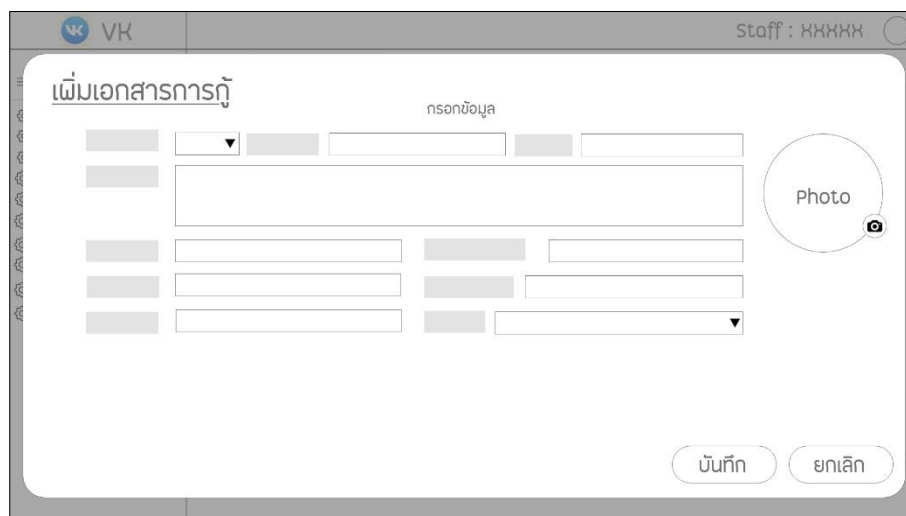 VK VK
Staff : XXXXX
เพิ่มเอกสารการกู้
กรอกข้อมูล
Photo
บันทึก
ยกเลิก